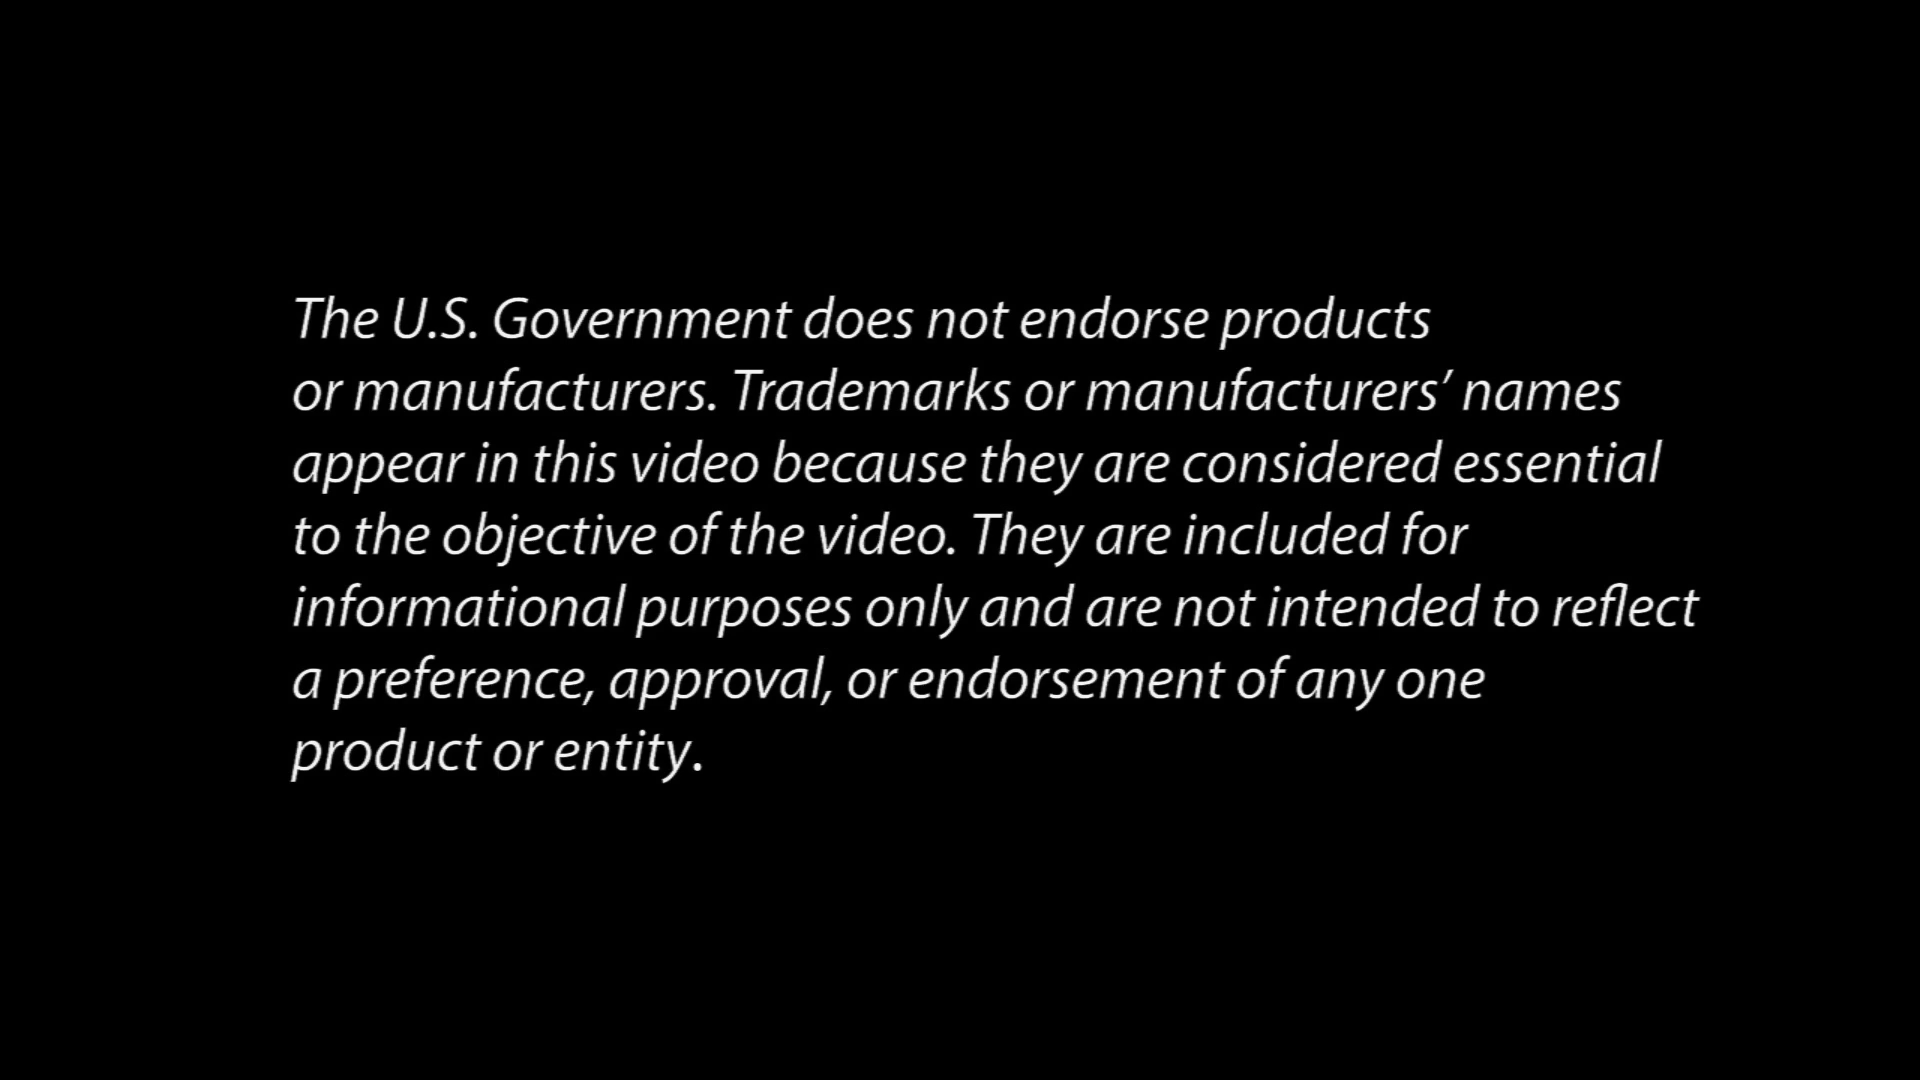 The U.S. Government does not endorse products
or manufacturers. Trademarks or manufacturers’ names
appear in this video because they are considered essential
to the objective of the video. They are included for
informational purposes only and are not intended to reflect
a preference, approval, or endorsement of any one
product or entity.